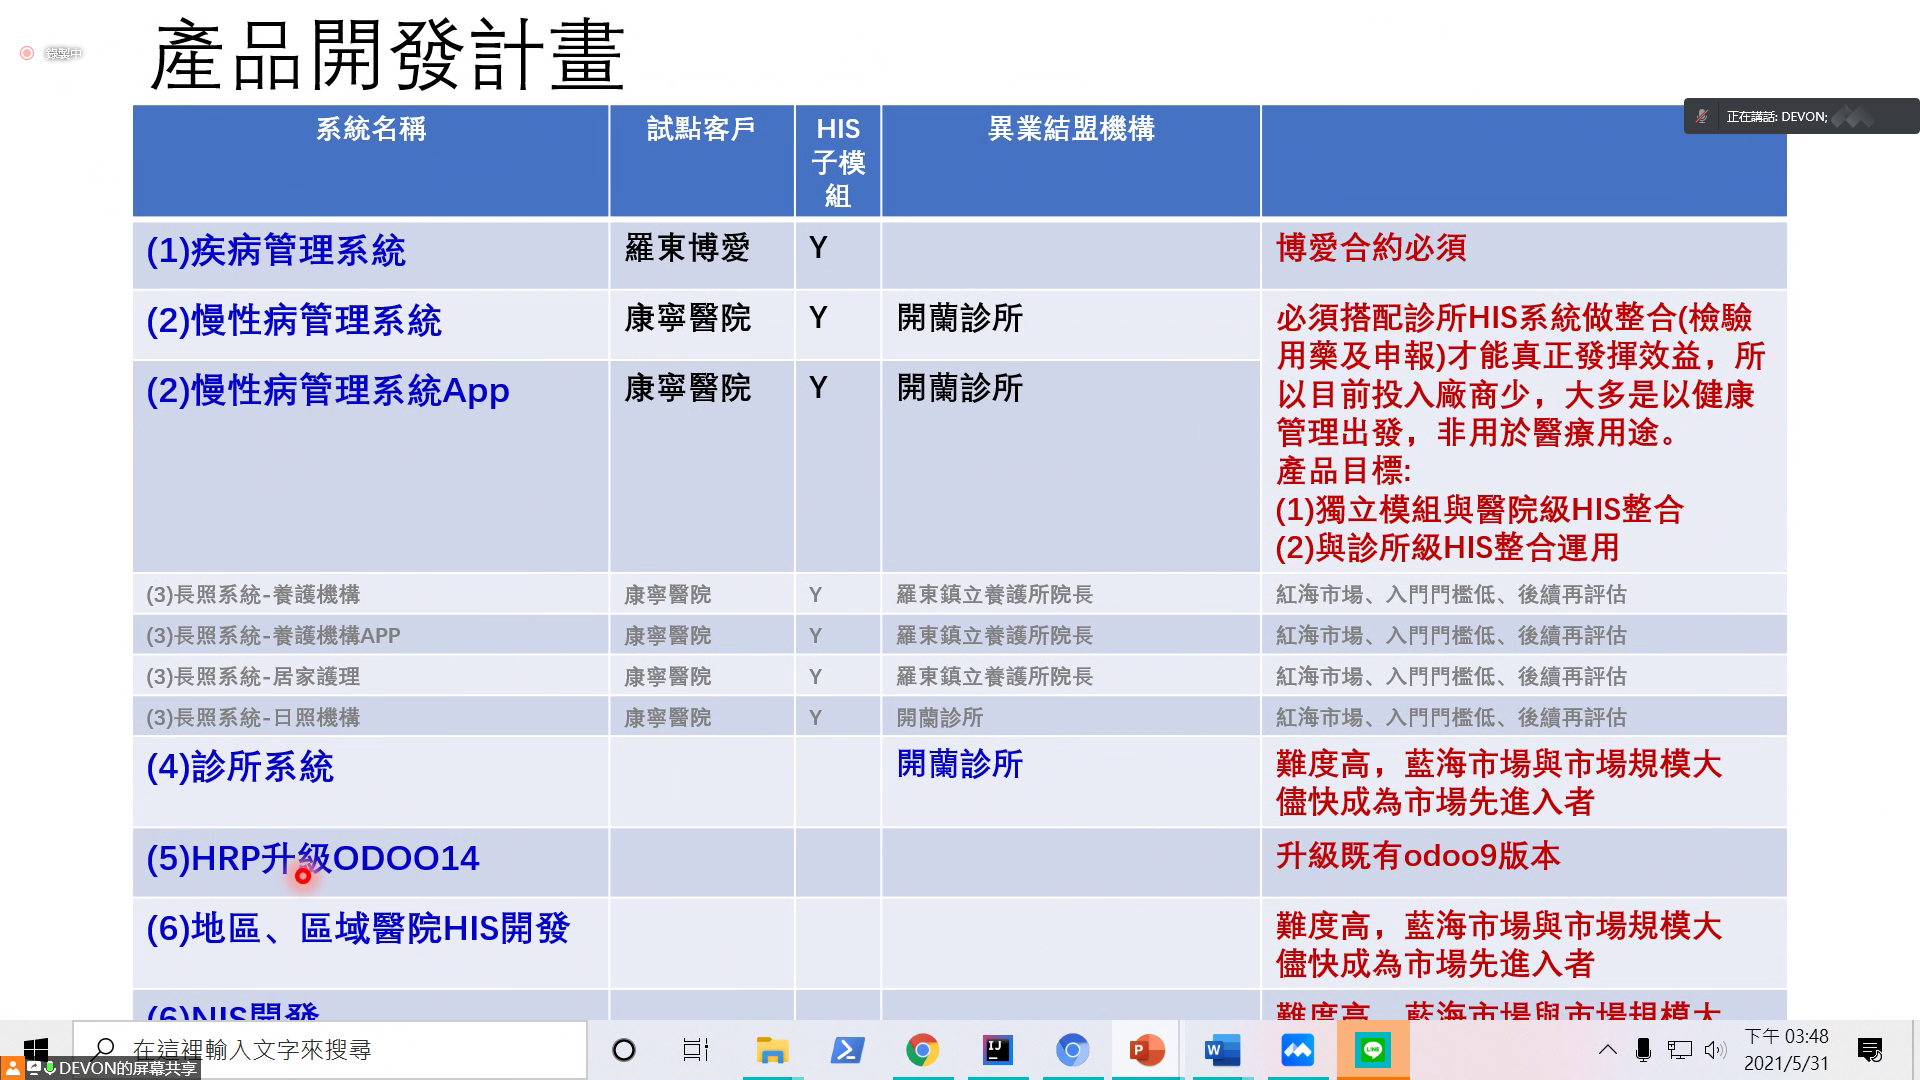 產品開發計畫
錄製中
正在講話: DEVON;
系統名稱
試點客戶
HIS
子模
組
異業結盟機構
(1)疾病管理系統
羅東博愛
Y
博愛合約必須
(2)慢性病管理系統
康寧醫院
Y
開蘭診所
必須搭配診所HIS系統做整合(檢驗
用藥及申報)才能真正發揮效益，所
以目前投入廠商少，大多是以健康
管理出發，非用於醫療用途。
產品目標:
(1)獨立模組與醫院級HIS整合
(2)與診所級HIS整合運用
(2)慢性病管理系統App
康寧醫院
Y
開蘭診所
(3)長照系統-養護機構
康寧醫院
Y
羅東鎮立養護所院長
紅海市場、入門門檻低、後續再評估
(3)長照系統-養護機構APP
康寧醫院
Y
羅東鎮立養護所院長
紅海市場、入門門檻低、後續再評估
(3)長照系統-居家護理
康寧醫院
Y
羅東鎮立養護所院長
紅海市場、入門門檻低、後續再評估
(3)長照系統-日照機構
康寧醫院
Y
開蘭診所
紅海市場、入門門檻低、後續再評估
(4)診所系統
開蘭診所
難度高，藍海市場與市場規模大
儘快成為市場先進入者
(5)HRP升級ODOO14
升級既有odoo9版本
(6)地區、區域醫院HIS開發
難度高，藍海市場與市場規模大
儘快成為市場先進入者
(6)NIS開發
難度高，藍海市場與市場規模大
在這裡輸入文字來搜尋
DEVON的屏幕共享
下午 03:48
2021/5/31